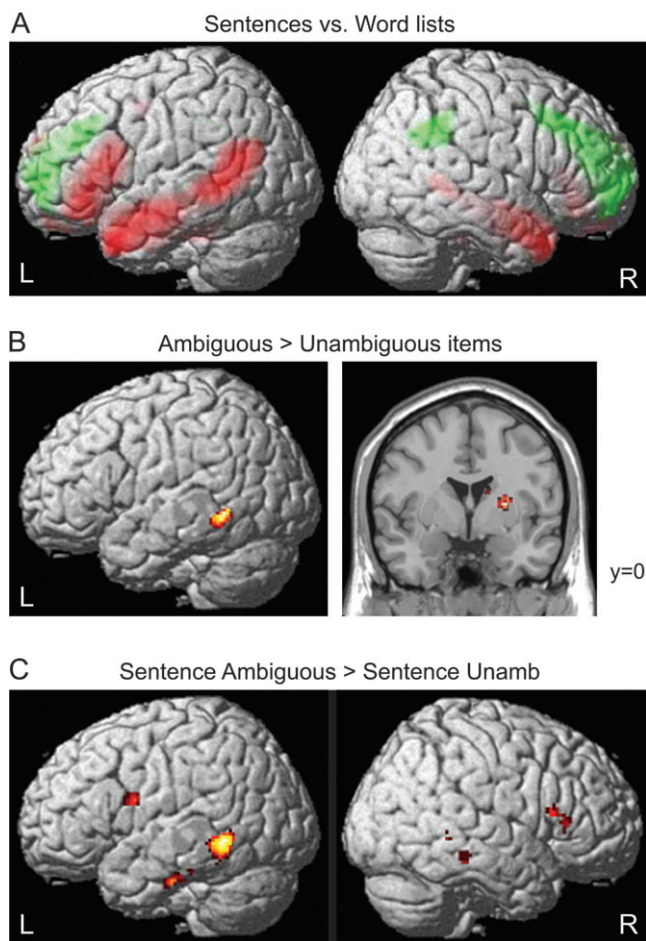 A Sentences vs. Word lists
L R
B Ambiguous > Unambiguous items
L y=0
C Sentence Ambiguous > Sentence Unamb
L R